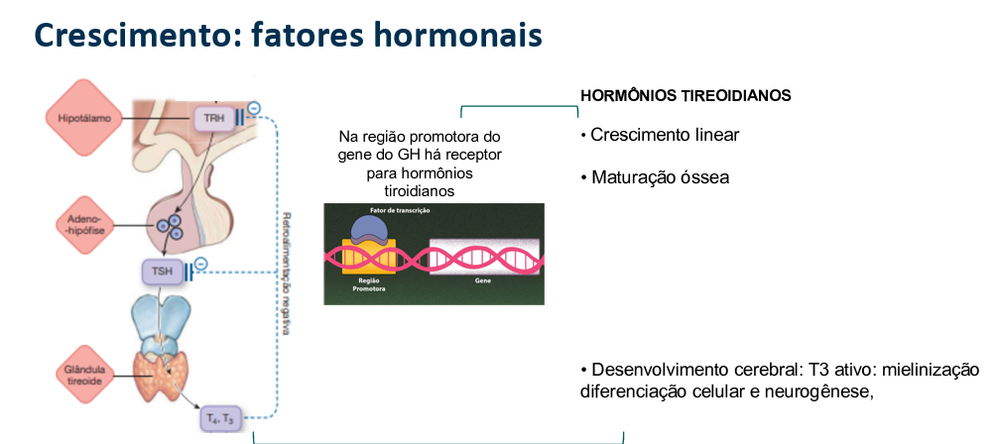 Crescimento: fatores hormonais
Hipotálamo
TRH
Adeno-
-hipófise
TSH
Retroalimentação negativa
Glândula
tireoide
T4, T3
Na região promotora do
gene do GH há receptor
para hormônios
tiroidianos
Fator de transcrição
Região
Promotora
Gene
HORMÔNIOS TIREOIDIANOS
• Crescimento linear
• Maturação óssea
• Desenvolvimento cerebral: T3 ativo: mielinização
diferenciação celular e neurogênese,